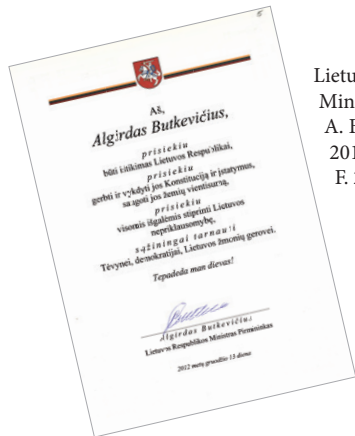 Aš,
Algirdas Butkevičius,
prisiekiu
būti ištikimas Lietuvos Respublikai,
prisiekiu
gerbti ir vykdyti jos Konstituciją ir įstatymus,
saugoti jos žemių vientisumą,
prisiekiu
visomis išgalėmis stiprinti Lietuvos
nepriklausomybę,
sąžiningai tarnauti
Tėvynei, demokratijai, Lietuvos žmonių gerovei.
Tepadeda man dievas!
Algirdas Butkevičius
Lietuvos Respublikos Ministras Pirmininkas
2012 metų gruodžio 13 diena
Lietu
Min
A. B
201
F.